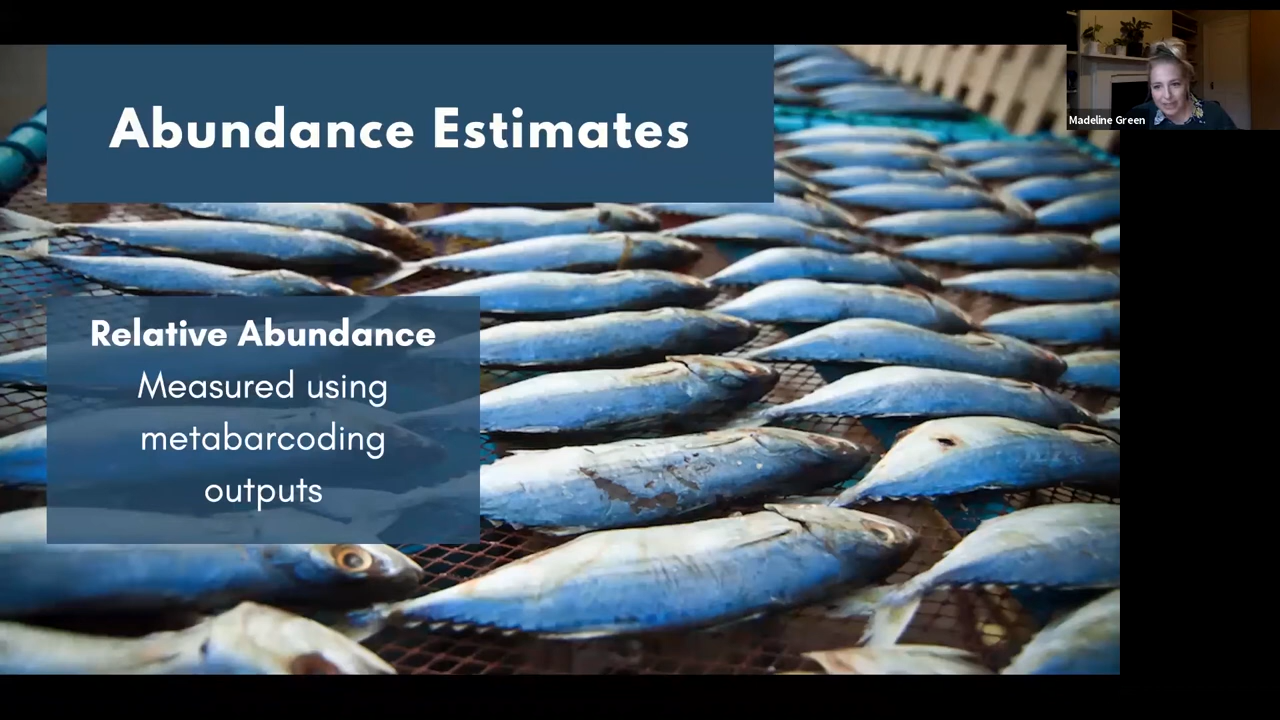 Abundance Estimates
Madeline Green
Relative Abundance
Measured using
metabarcoding
outputs